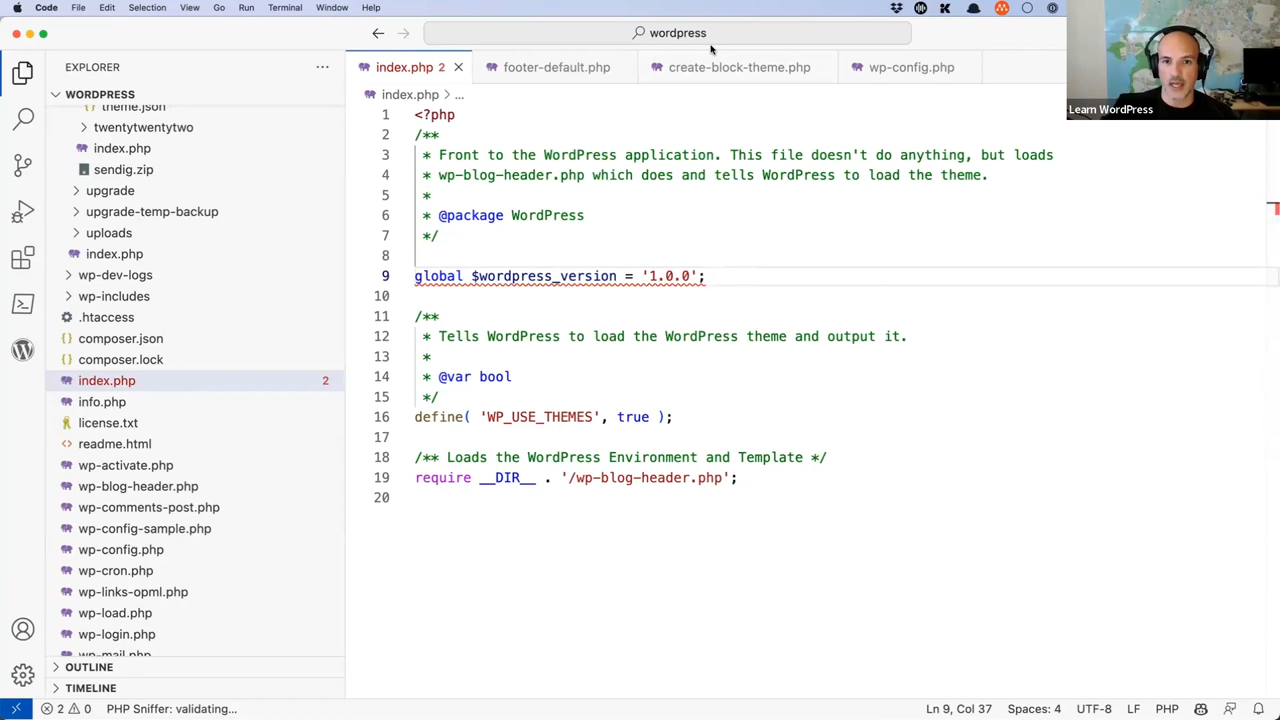 Code File Edit Selection View Go Run Terminal Window Help
wordpress
Learn WordPress
EXPLORER
WORDPRESS
theme.json
twentytwentytwo
index.php
sendig.zip
upgrade
upgrade-temp-backup
uploads
index.php
wp-dev-logs
wp-includes
.htaccess
composer.json
composer.lock
index.php 2
info.php
license.txt
readme.html
wp-activate.php
wp-blog-header.php
wp-comments-post.php
wp-config-sample.php
wp-config.php
wp-cron.php
wp-links-opml.php
wp-load.php
wp-login.php
wp-mail.php
OUTLINE
TIMELINE
index.php 2 footer-default.php create-block-theme.php wp-config.php
index.php > ...
1 <?php
2 /**
3 * Front to the WordPress application. This file doesn't do anything, but loads
4 * wp-blog-header.php which does and tells WordPress to load the theme.
5 *
6 * @package WordPress
7 */
8
9 global $wordpress_version = '1.0.0';
10
11 /**
12 * Tells WordPress to load the WordPress theme and output it.
13 *
14 * @var bool
15 */
16 define( 'WP_USE_THEMES', true );
17
18 /** Loads the WordPress Environment and Template */
19 require __DIR__ . '/wp-blog-header.php';
20
2 0 PHP Sniffer: validating... Ln 9, Col 37 Spaces: 4 UTF-8 LF PHP